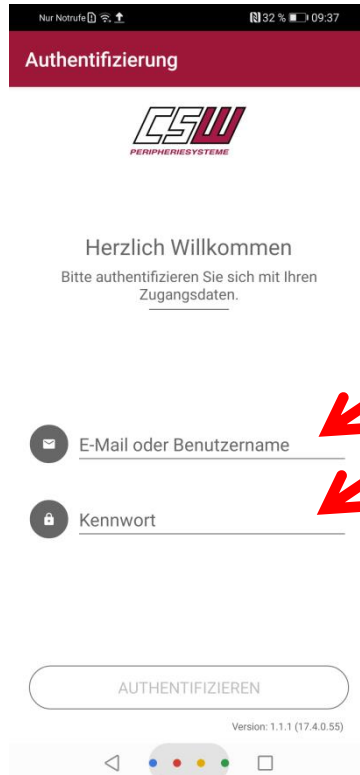 Nur Notrufe 32 % 09:37
Authentifizierung
CSW
PERIPHERIESYSTEME
Herzlich Willkommen
Bitte authentifizieren Sie sich mit Ihren
Zugangsdaten.
E-Mail oder Benutzername
Kennwort
AUTHENTIFIZIEREN
Version: 1.1.1 (17.4.0.55)